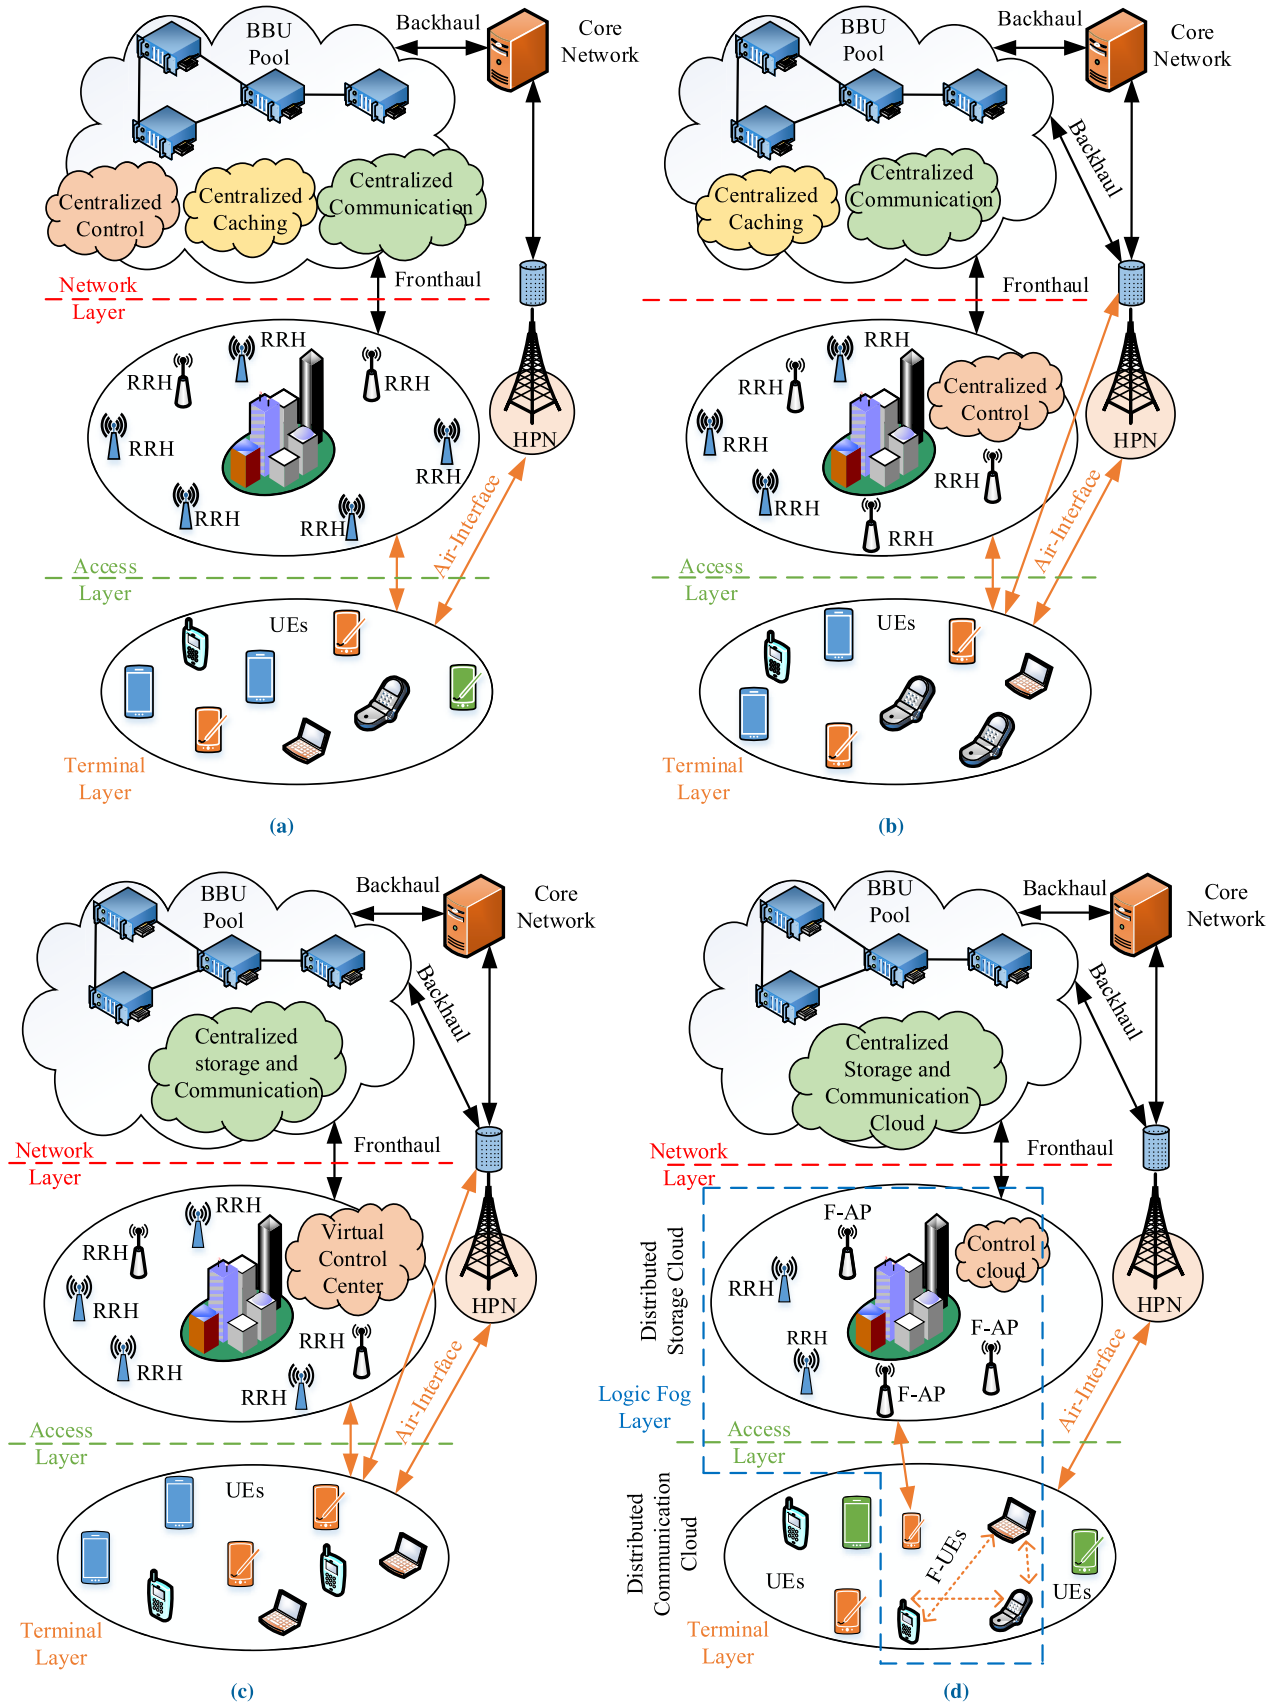 BBU
Pool
Backhaul
Core
Network
Centralized
Control
Centralized
Caching
Centralized
Communication
Fronthaul
Network
Layer
RRH
RRH
RRH
RRH
RRH
RRH
RRH
HPN
Air-Interface
Access
Layer
UEs
Terminal
Layer
(a)
BBU
Pool
Backhaul
Core
Network
Backhaul
Centralized
Caching
Centralized
Communication
Fronthaul
RRH
RRH
RRH
RRH
RRH
RRH
Centralized
Control
HPN
Air-Interface
Access
Layer
UEs
Terminal
Layer
(b)
BBU
Pool
Backhaul
Core
Network
Backhaul
Centralized
storage and
Communication
Fronthaul
Network
Layer
RRH
RRH
RRH
RRH
RRH
RRH
Virtual
Control
Center
HPN
Air-Interface
Access
Layer
UEs
Terminal
Layer
(c)
BBU
Pool
Backhaul
Core
Network
Backhaul
Centralized
Storage and
Communication
Cloud
Fronthaul
Network
Layer
Distributed
Storage Cloud
F-AP
RRH
RRH
F-AP
F-AP
Control
cloud
HPN
Air-Interface
Logic Fog
Layer
Access
Layer
Distributed
Communication
Cloud
UEs
F-UEs
UEs
Terminal
Layer
(d)